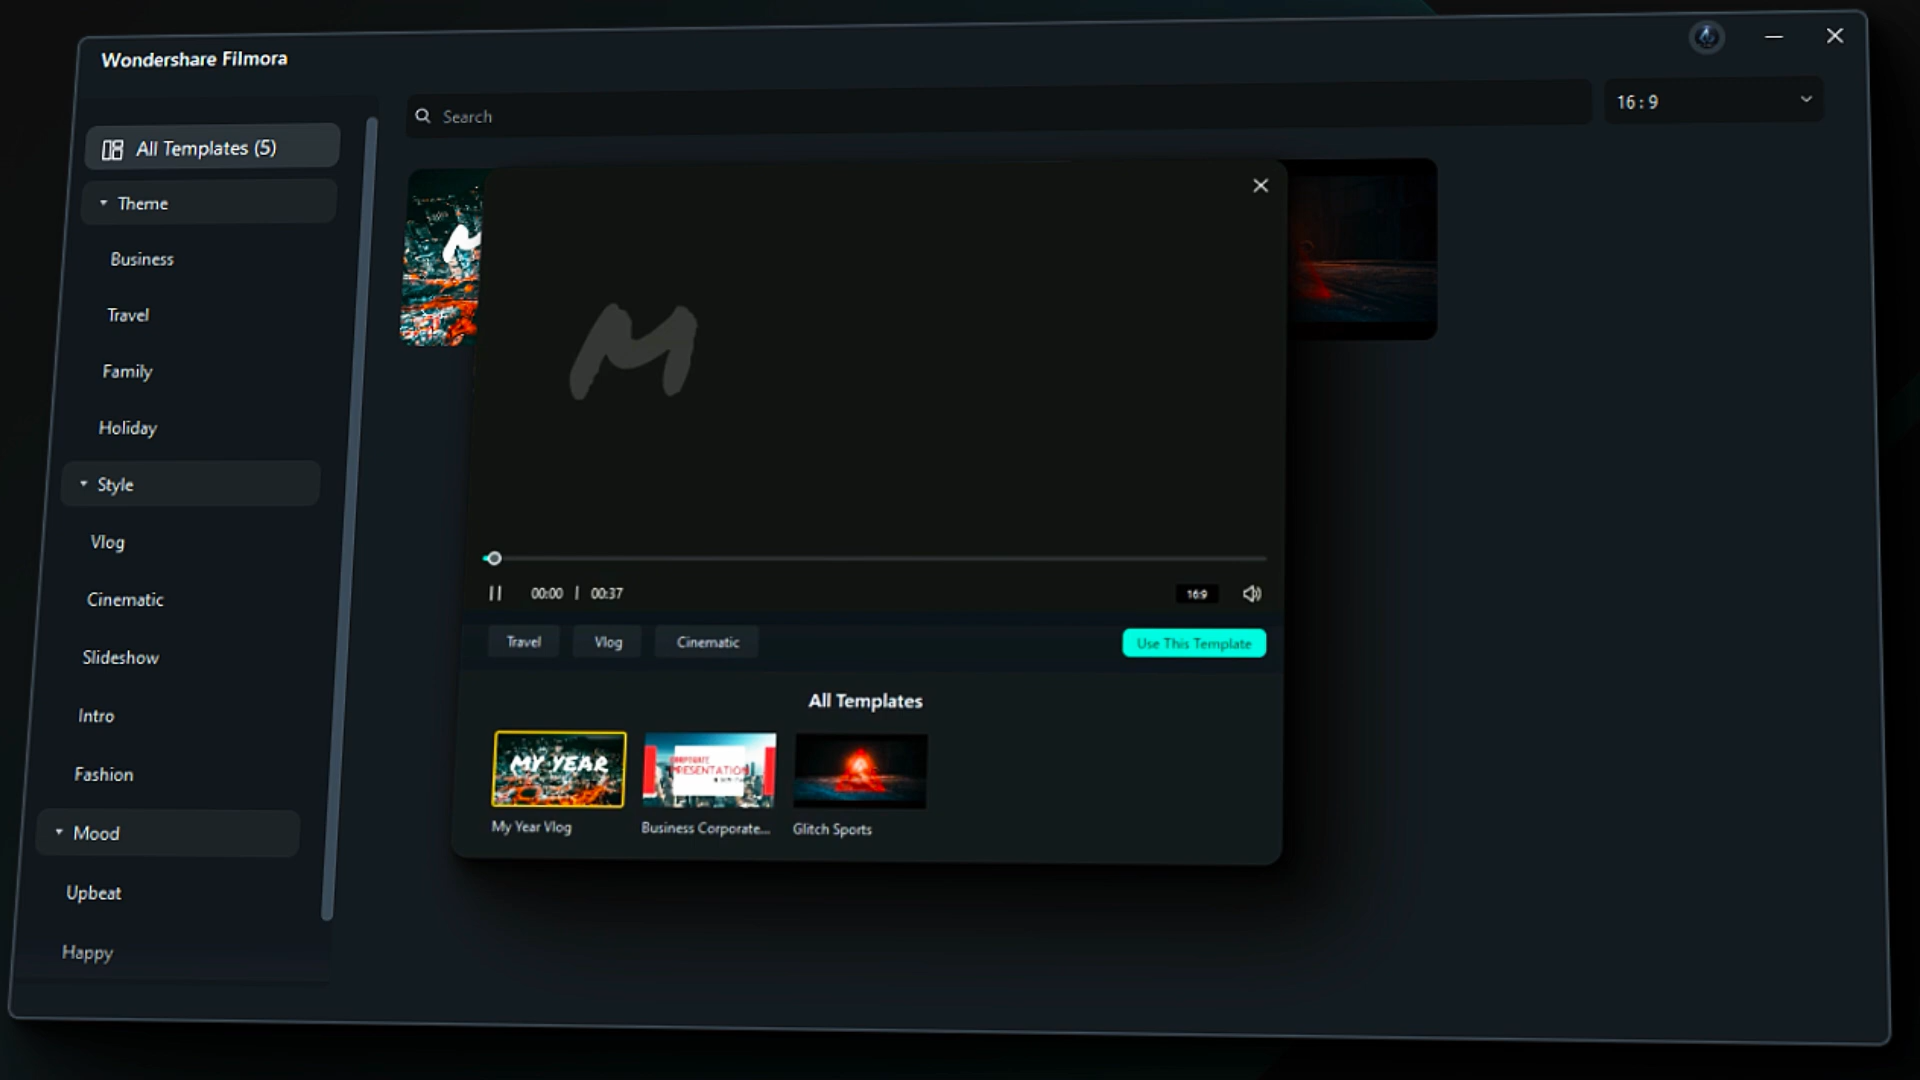 Wondershare Filmora
Search
16:9
All Templates (5)
Theme
Business
Travel
Family
Holiday
Style
Vlog
Cinematic
Slideshow
Intro
Fashion
Mood
Upbeat
Happy
M
M
00:00 | 00:37
16:9
Travel
Vlog
Cinematic
Use This Template
All Templates
MY YEAR
PRESENTATION
My Year Vlog
Business Corporate...
Glitch Sports